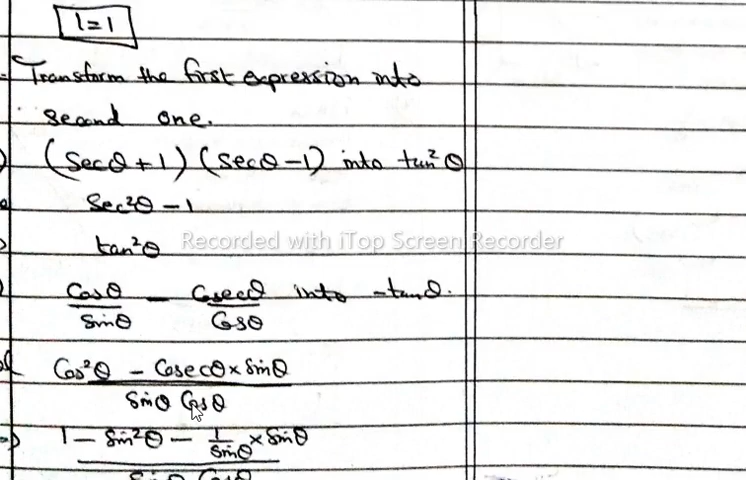 1=1
Transform the first expression into
second one.
(Secθ + 1) (Secθ - 1) into tan²θ
Sec²θ - 1
tan²θ
Recorded with iTop Screen Recorder
Cosθ/Sinθ - Cosecθ/Cosθ into -tanθ.
Cos²θ - Cosecθ × Sinθ
Sinθ Cosθ
=> 1 - Sin²θ - 1/Sinθ × Sinθ
Sinθ Cosθ